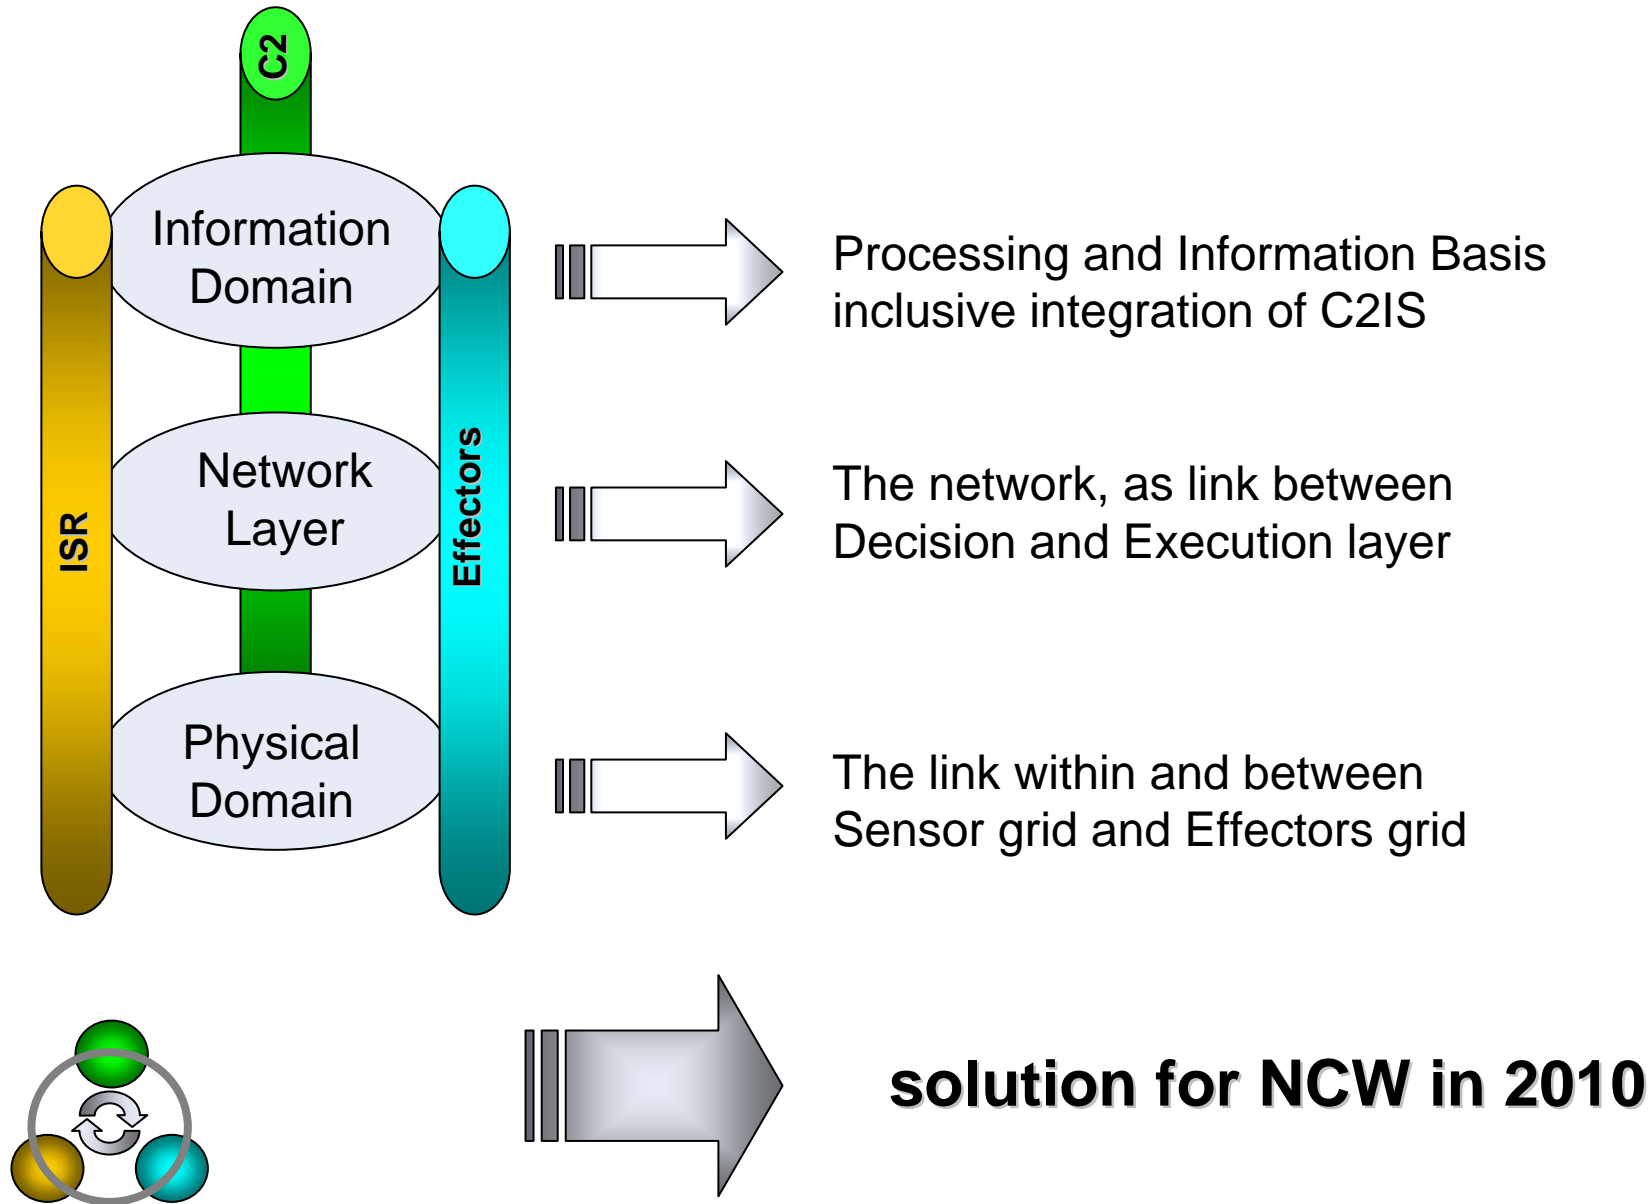 C2
Information
Domain
Processing and Information Basis
inclusive integration of C2IS
ISR
Network
Layer
Effectors
The network, as link between
Decision and Execution layer
Physical
Domain
The link within and between
Sensor grid and Effectors grid
solution for NCW in 2010